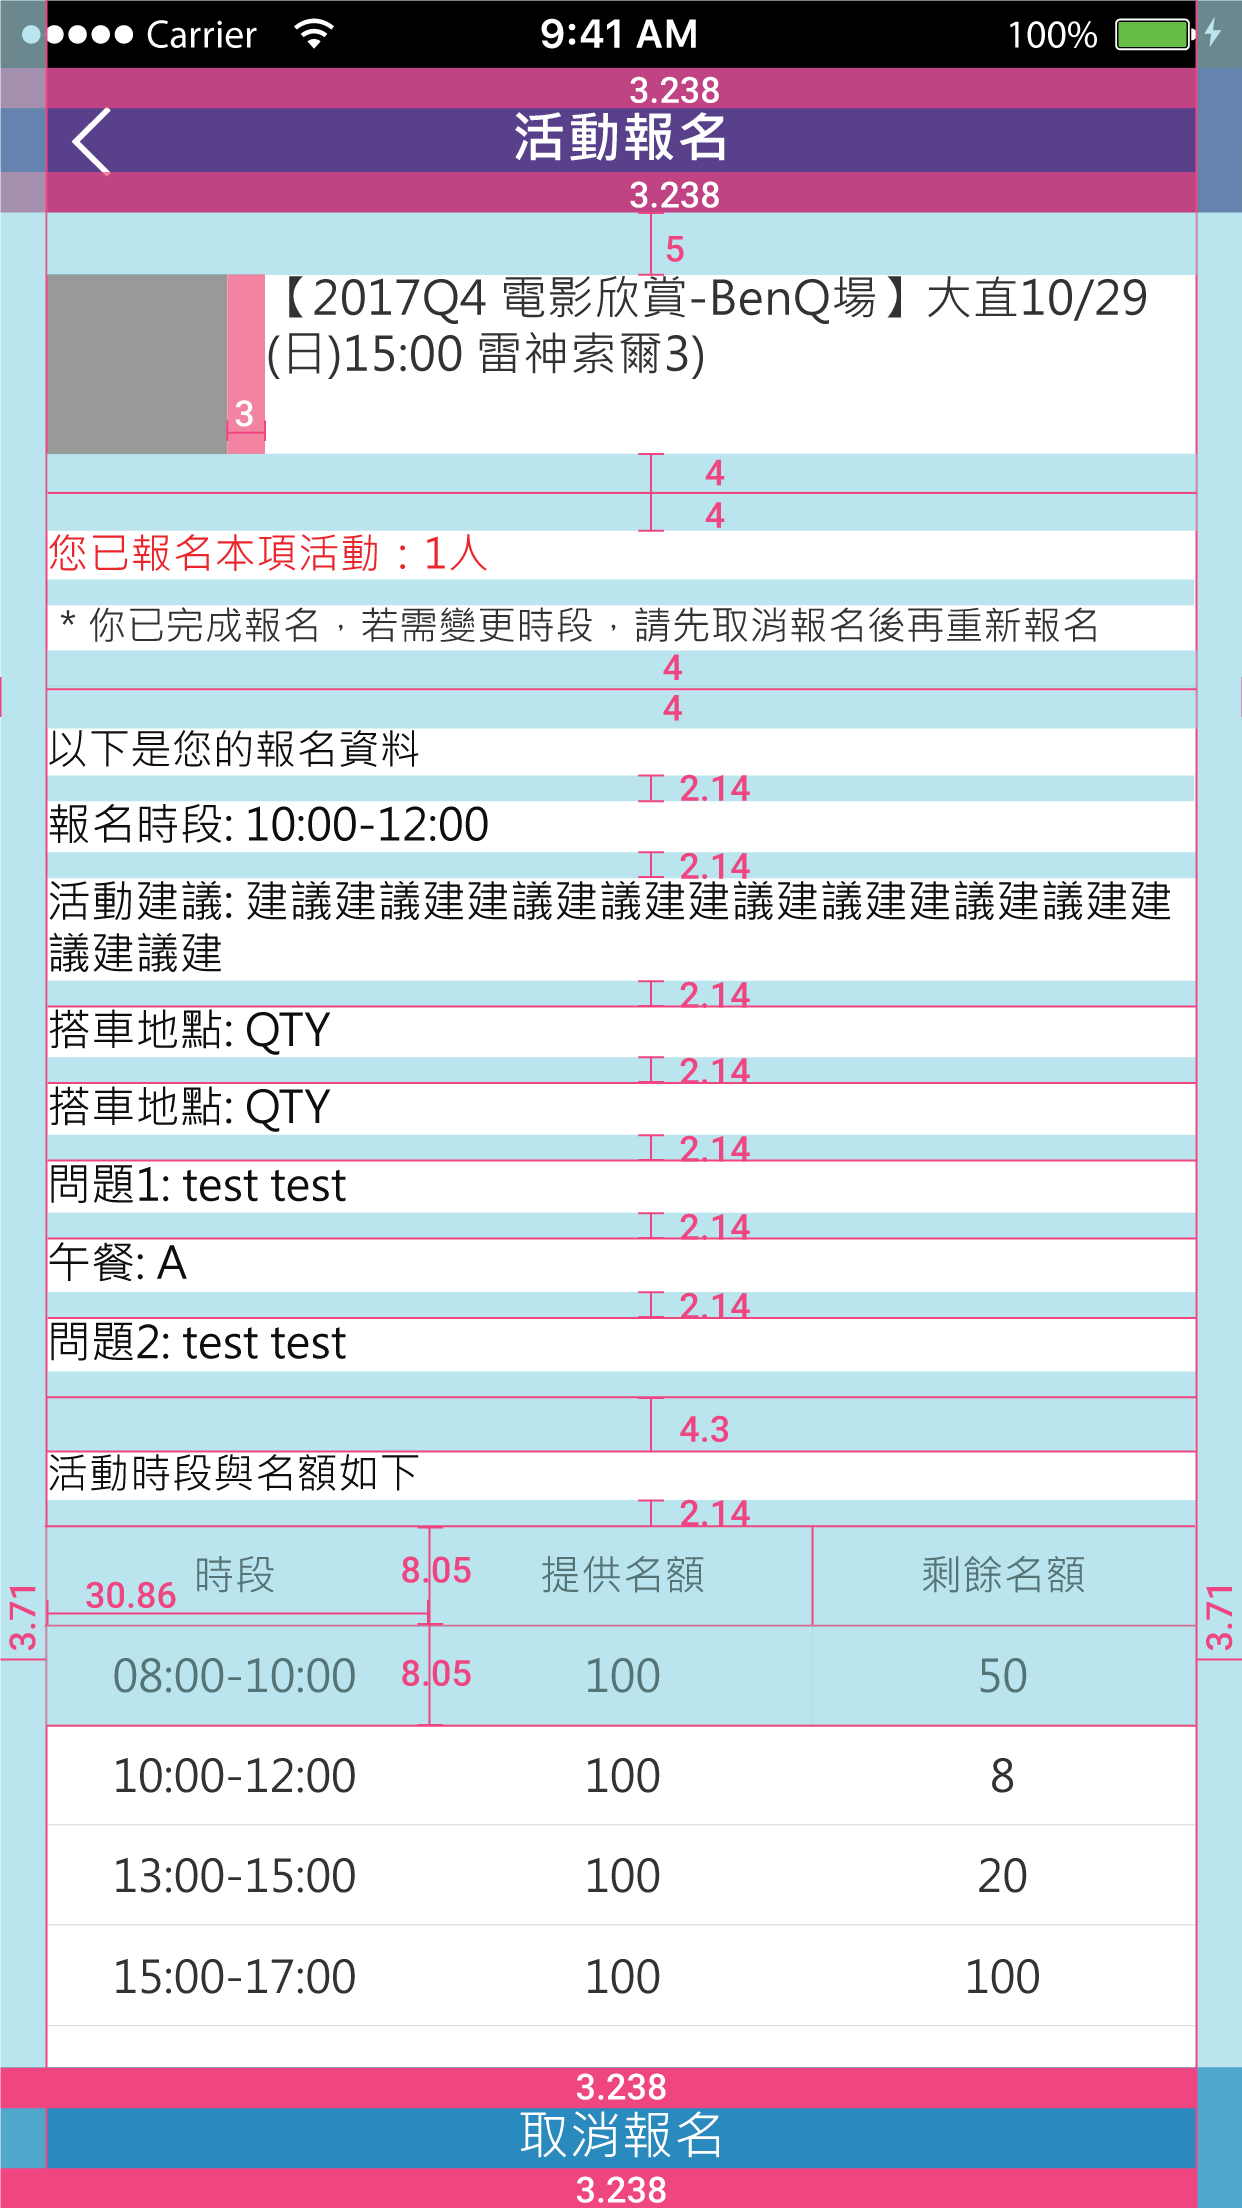 Carrier 9:41 AM 100%
3.238
活動報名
3.238
5
【2017Q4 電影欣賞-BenQ場】大直10/29
(日)15:00 雷神索爾3)
3
4
4
您已報名本項活動：1人
* 你已完成報名，若需變更時段，請先取消報名後再重新報名
4
4
以下是您的報名資料
2.14
報名時段: 10:00-12:00
2.14
活動建議: 建議建議建建議建議建建議建議建建議建議建建
議建議建
2.14
搭車地點: QTY
2.14
搭車地點: QTY
2.14
問題1: test test
2.14
午餐: A
2.14
問題2: test test
4.3
活動時段與名額如下
2.14
時段 8.05 提供名額 剩餘名額
30.86
3.71 3.71
08:00-10:00 8.05 100 50
10:00-12:00 100 8
13:00-15:00 100 20
15:00-17:00 100 100
3.238
取消報名
3.238